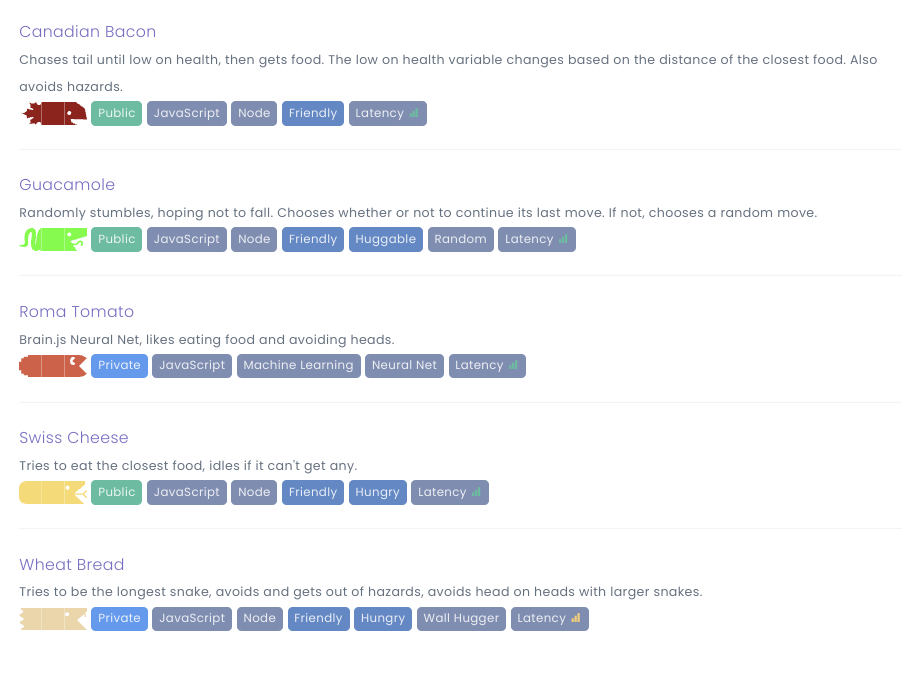 Canadian Bacon
Chases tail until low on health, then gets food. The low on health variable changes based on the distance of the closest food. Also
avoids hazards.
Public JavaScript Node Friendly Latency
Guacamole
Randomly stumbles, hoping not to fall. Chooses whether or not to continue its last move. If not, chooses a random move.
Public JavaScript Node Friendly Huggable Random Latency
Roma Tomato
Brain.js Neural Net, likes eating food and avoiding heads.
Private JavaScript Machine Learning Neural Net Latency
Swiss Cheese
Tries to eat the closest food, idles if it can't get any.
Public JavaScript Node Friendly Hungry Latency
Wheat Bread
Tries to be the longest snake, avoids and gets out of hazards, avoids head on heads with larger snakes.
Private JavaScript Node Friendly Hungry Wall Hugger Latency